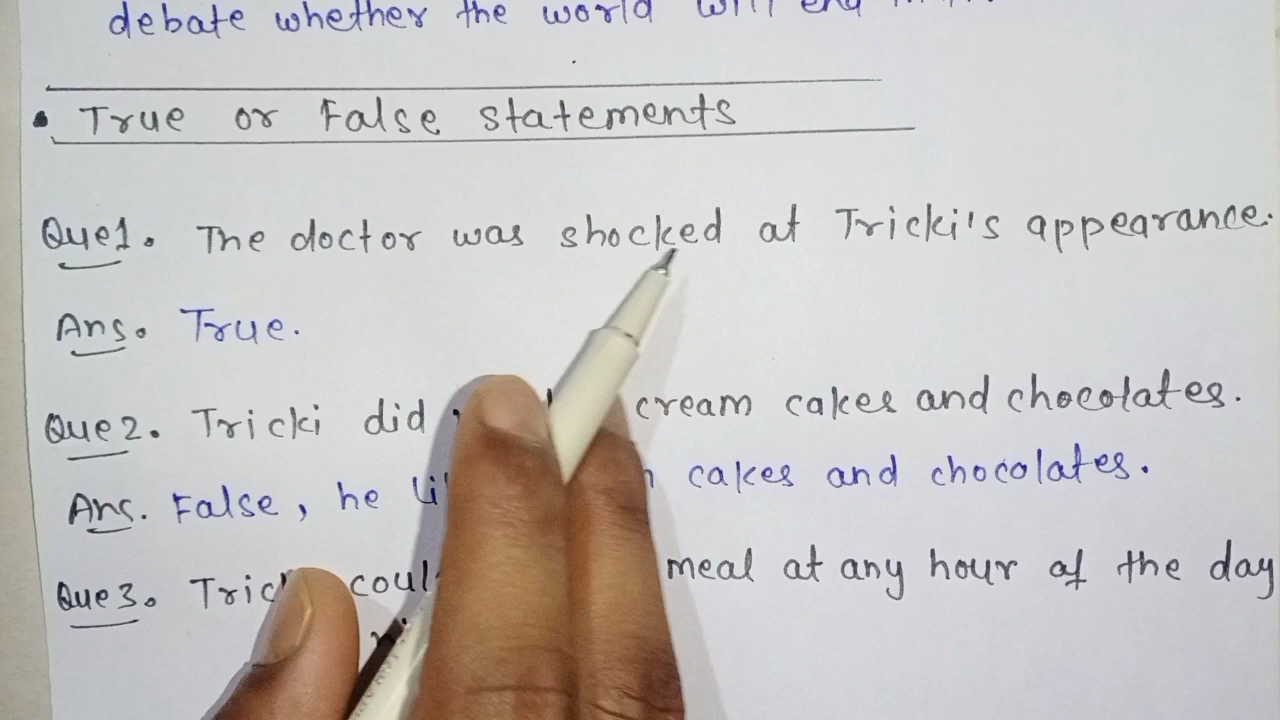 debate whether the world will end
• True or False statements
Que1. The doctor was shocked at Tricki's appearance.
Ans. True.
Que2. Tricki did cream cakes and chocolates.
Ans. False, he cakes and chocolates.
Que3. meal at any hour of the day